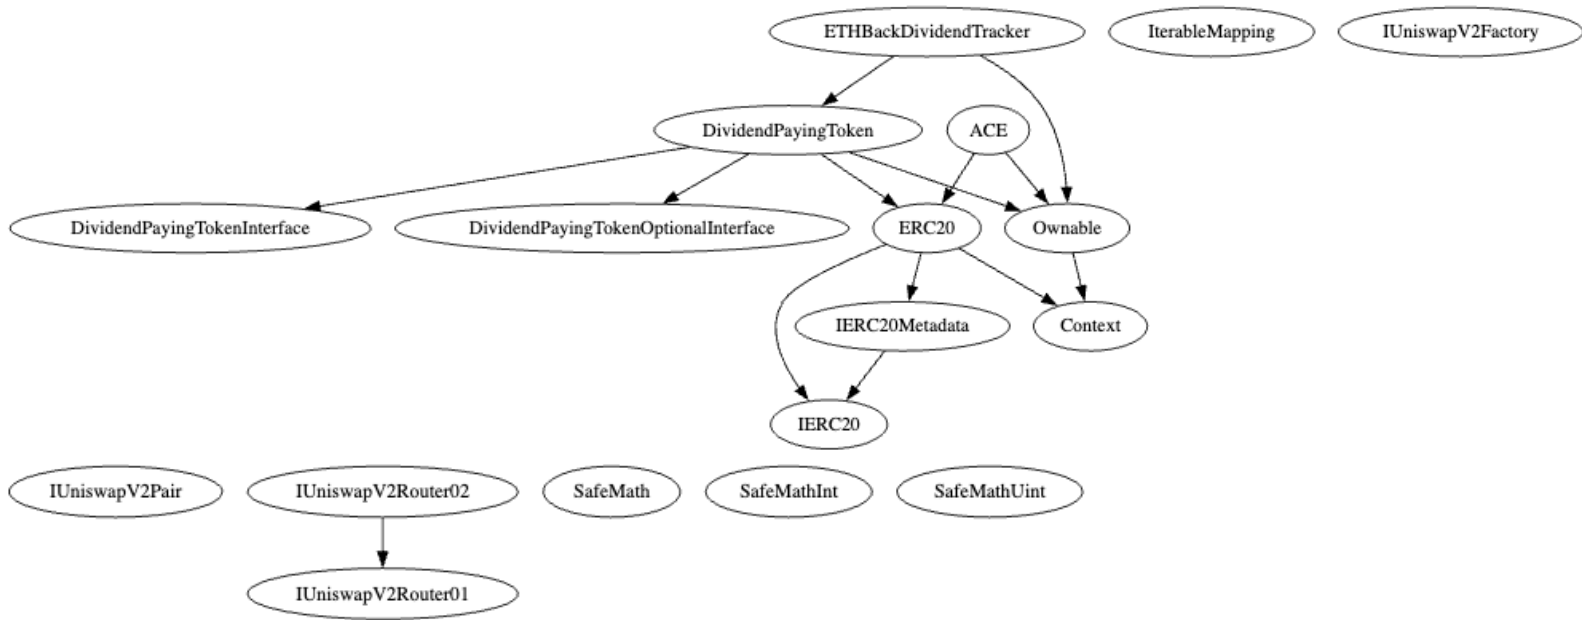 ETHBackDividendTracker
IterableMapping
IUniswapV2Factory
DividendPayingToken
ACE
DividendPayingTokenInterface
DividendPayingTokenOptionalInterface
ERC20
Ownable
IERC20Metadata
Context
IERC20
IUniswapV2Pair
IUniswapV2Router02
SafeMath
SafeMathInt
SafeMathUint
IUniswapV2Router01